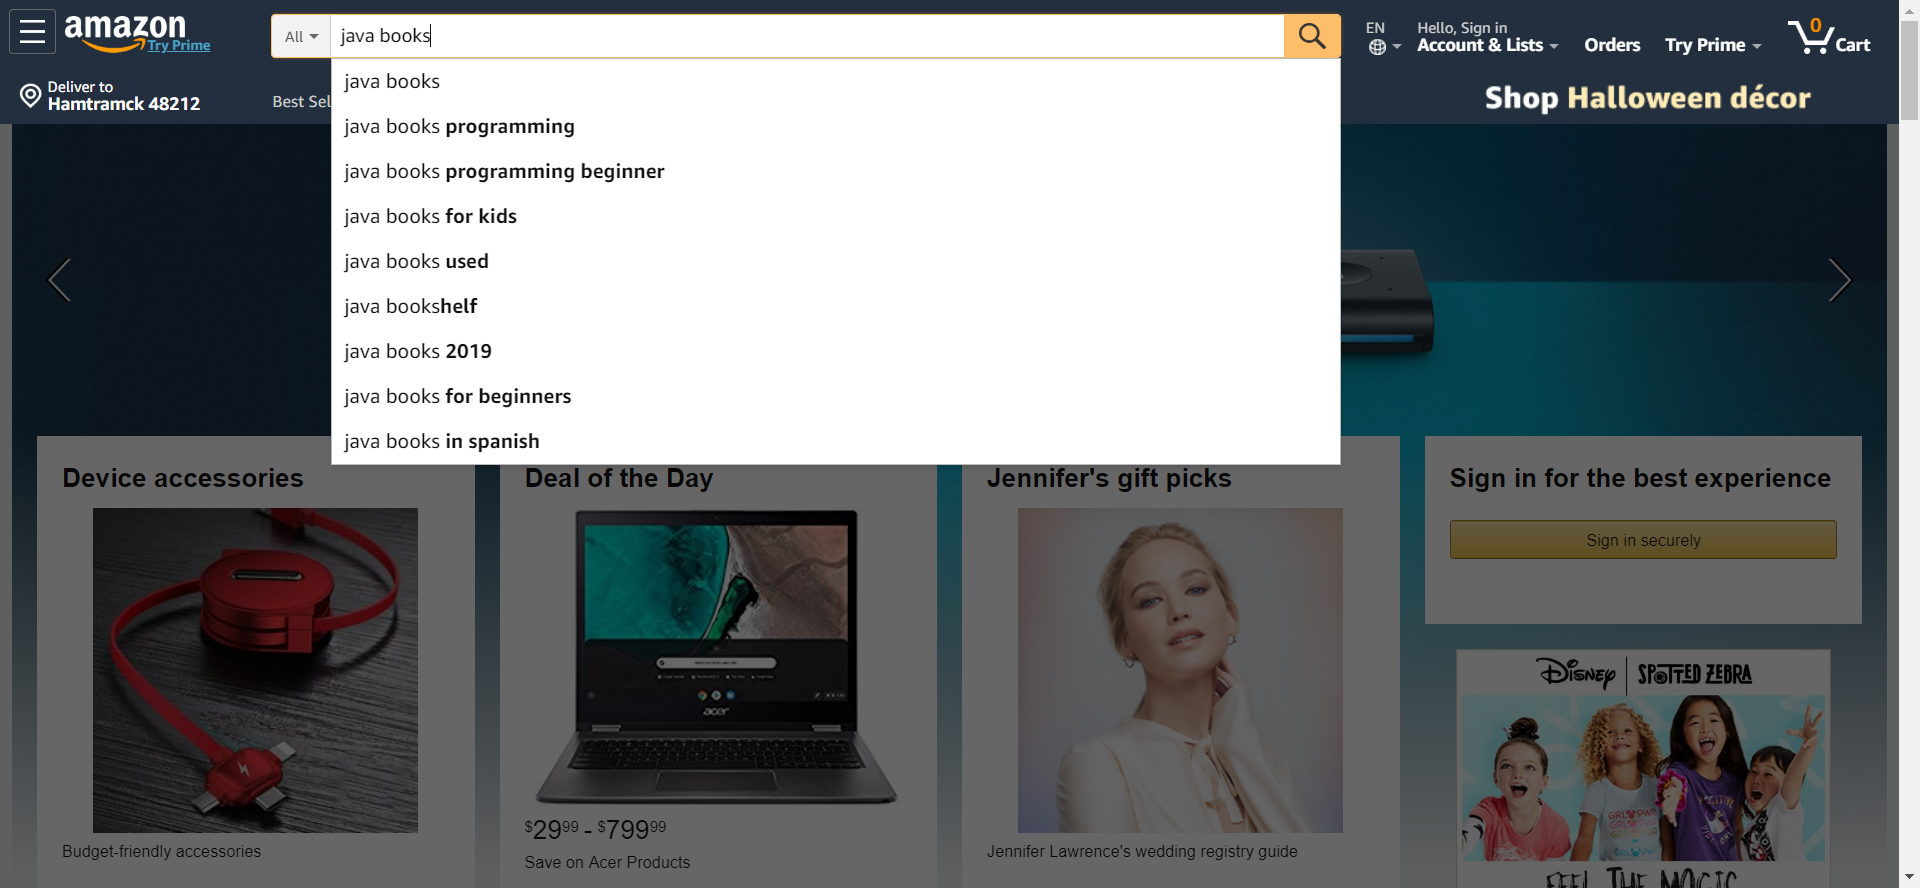 amazon
Try Prime
All
java books
EN
Hello, Sign in
Account & Lists
Orders
Try Prime
0
Cart
Deliver to
Hamtramck 48212
Best Sel
Shop Halloween décor
java books
java books programming
java books programming beginner
java books for kids
java books used
java bookshelf
java books 2019
java books for beginners
java books in spanish
Device accessories
Budget-friendly accessories
Deal of the Day
acer
$29.99 - $799.99
Save on Acer Products
Jennifer's gift picks
Jennifer Lawrence's wedding registry guide
Sign in for the best experience
Sign in securely
Disney | SPOTTED ZEBRA
FEEL THE MAGIC